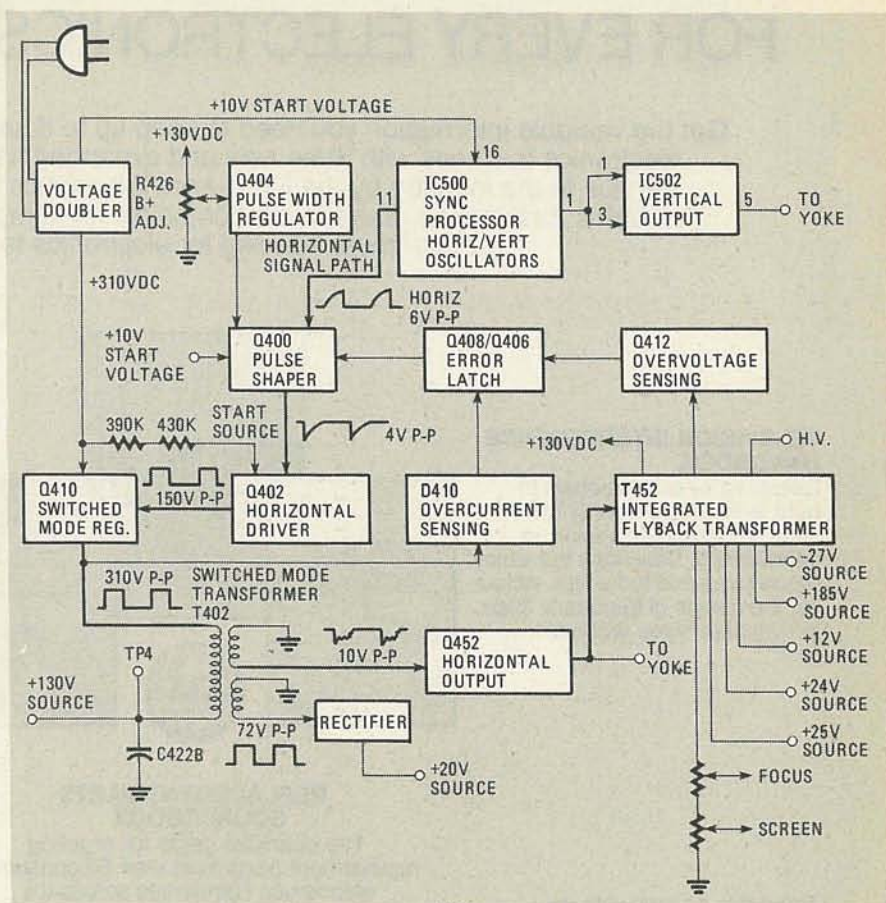 FOR EVERY ELECTRONICS
+10V START VOLTAGE
+130VDC
16
VOLTAGE
DOUBLER
R426
B+
ADJ.
Q404
PULSE WIDTH
REGULATOR
11
IC500
SYNC
PROCESSOR
HORIZ/VERT
OSCILLATORS
1
1
3
IC502
VERTICAL
OUTPUT
5
TO
YOKE
HORIZONTAL
SIGNAL PATH
+310VDC
HORIZ
6V P-P
+10V
START
VOLTAGE
Q400
PULSE
SHAPER
Q408/Q406
ERROR
LATCH
Q412
OVERVOLTAGE
SENSING
390K
430K
START
SOURCE
4V P-P
+130VDC
H.V.
Q410
SWITCHED
MODE REG.
150V P-P
Q402
HORIZONTAL
DRIVER
D410
OVERCURRENT
SENSING
T452
INTEGRATED
FLYBACK TRANSFORMER
310V P-P
SWITCHED MODE
TRANSFORMER
T402
-27V
SOURCE
+185V
SOURCE
+12V
SOURCE
+24V
SOURCE
+25V
SOURCE
TP4
10V P-P
Q452
HORIZONTAL
OUTPUT
TO
YOKE
+130V
SOURCE
C422B
72V P-P
RECTIFIER
+20V
SOURCE
FOCUS
SCREEN